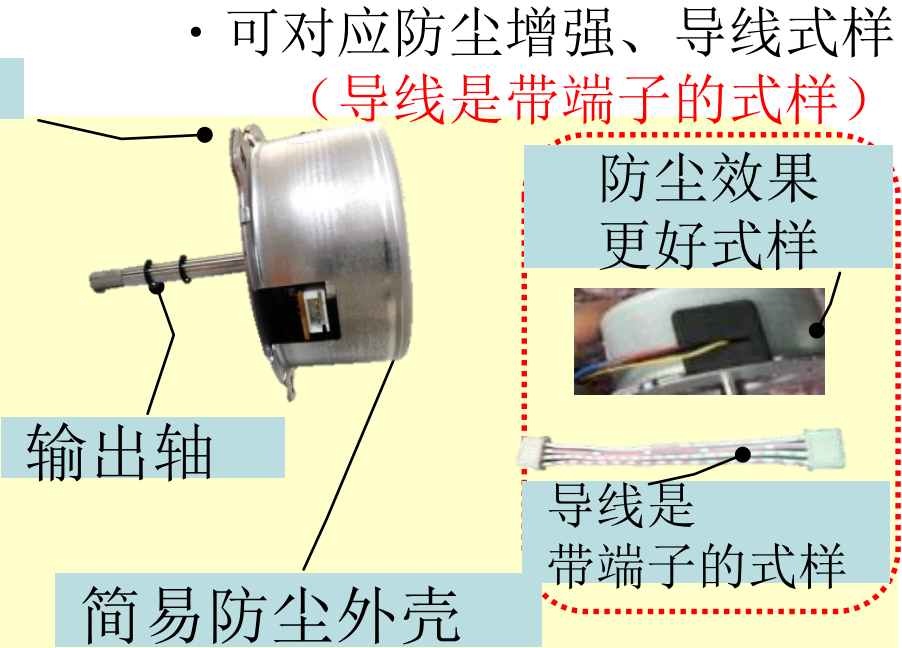 ・可对应防尘增强、导线式样
（导线是带端子的式样）
防尘效果
更好式样
输出轴
导线是
带端子的式样
简易防尘外壳